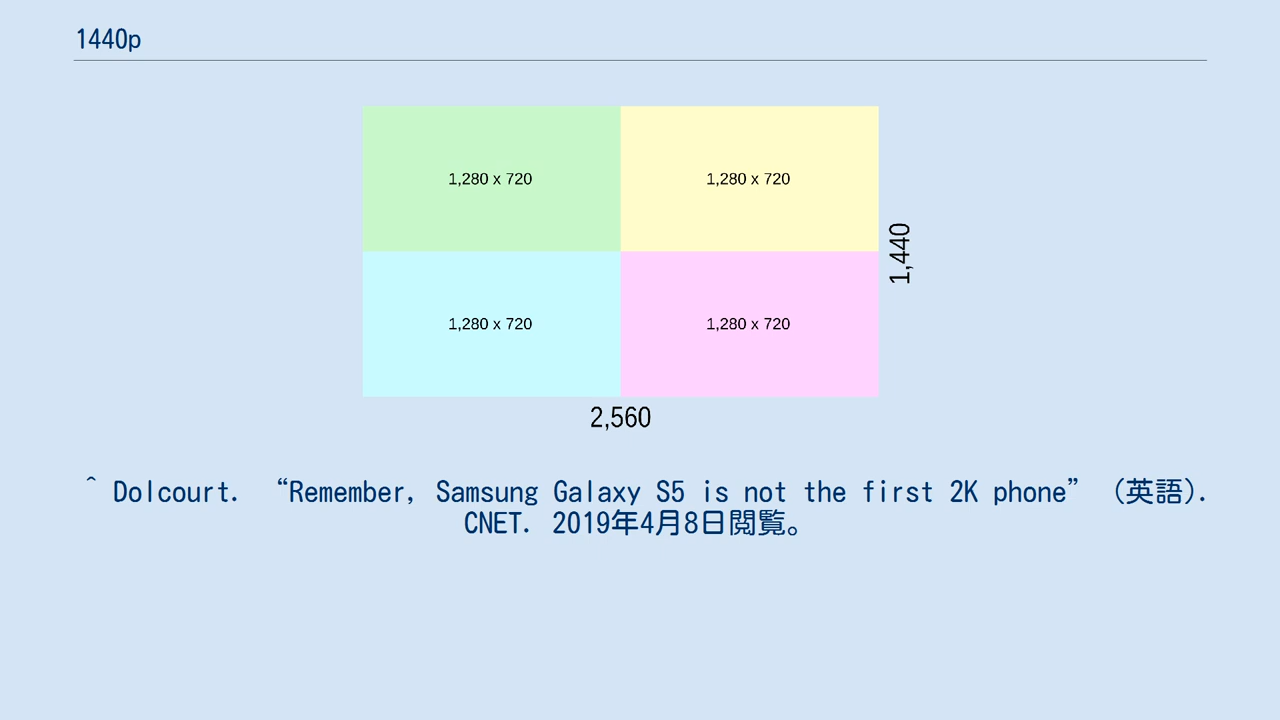 1440p
1,280 x 720
1,280 x 720
1,440
1,280 x 720
1,280 x 720
2,560
^ Dolcourt. “Remember, Samsung Galaxy S5 is not the first 2K phone” (英語).
CNET. 2019年4月8日閲覧。